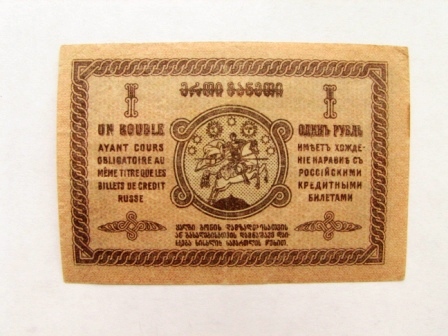 ერთი მანეთი
I I
UN ROUBLE
AYANT COURS
OBLIGATOIRE AU
MÊME TITRE QUE LES
BILLETS DE CRÉDIT
RUSSE
ОДИНЪ РУБЛЬ
ИМѢЕТЪ ХОЖДЕ-
НІЕ НАРАВНѢ СЪ
РОССІЙСКИМИ
КРЕДИТНЫМИ
БИЛЕТАМИ